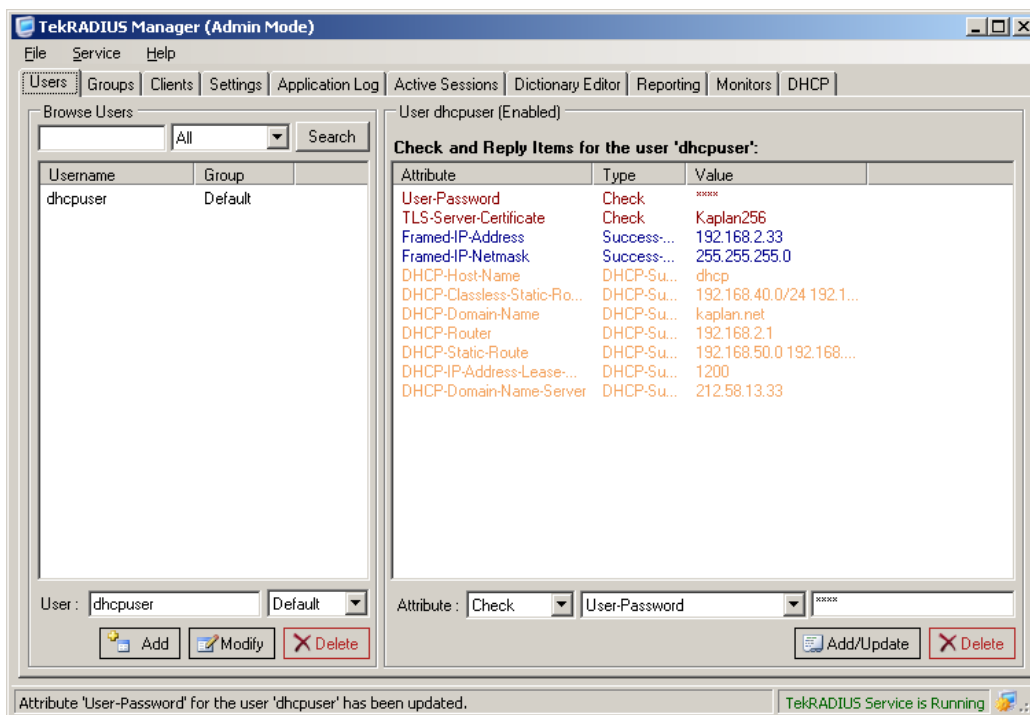 TekRADIUS Manager (Admin Mode)
File Service Help
Users Groups Clients Settings Application Log Active Sessions Dictionary Editor Reporting Monitors DHCP
Browse Users
All Search
Username Group
dhcpuser Default
User : dhcpuser Default
Add Modify Delete
User dhcpuser (Enabled)
Check and Reply Items for the user 'dhcpuser':
Attribute Type Value
User-Password Check ****
TLS-Server-Certificate Check Kaplan256
Framed-IP-Address Success-... 192.168.2.33
Framed-IP-Netmask Success-... 255.255.255.0
DHCP-Host-Name DHCP-Su... dhcp
DHCP-Classless-Static-Ro... DHCP-Su... 192.168.40.0/24 192.1...
DHCP-Domain-Name DHCP-Su... kaplan.net
DHCP-Router DHCP-Su... 192.168.2.1
DHCP-Static-Route DHCP-Su... 192.168.50.0 192.168....
DHCP-IP-Address-Lease-... DHCP-Su... 1200
DHCP-Domain-Name-Server DHCP-Su... 212.58.13.33
Attribute : Check User-Password ****
Add/Update Delete
Attribute 'User-Password' for the user 'dhcpuser' has been updated. TekRADIUS Service is Running